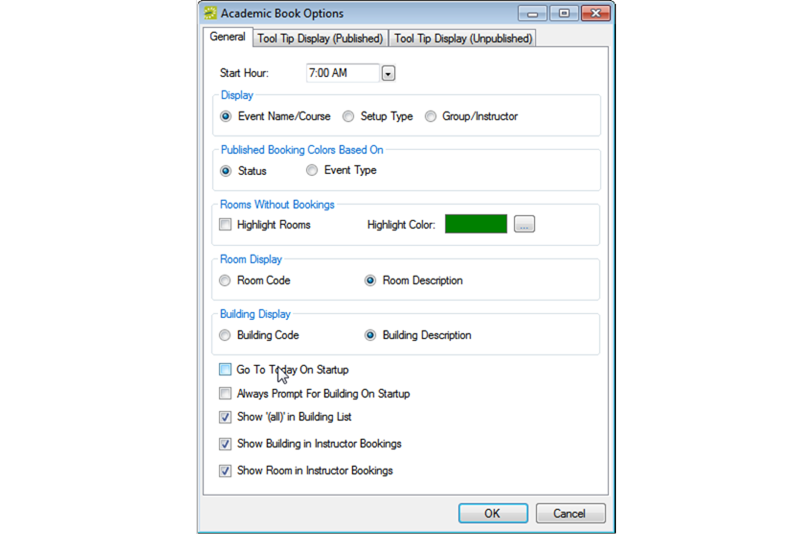 Academic Book Options
General Tool Tip Display (Published) Tool Tip Display (Unpublished)
Start Hour: 7:00 AM
Display
Event Name/Course Setup Type Group/Instructor
Published Booking Colors Based On
Status Event Type
Rooms Without Bookings
Highlight Rooms Highlight Color: ...
Room Display
Room Code Room Description
Building Display
Building Code Building Description
Go To Today On Startup
Always Prompt For Building On Startup
Show '(all)' in Building List
Show Building in Instructor Bookings
Show Room in Instructor Bookings
OK Cancel